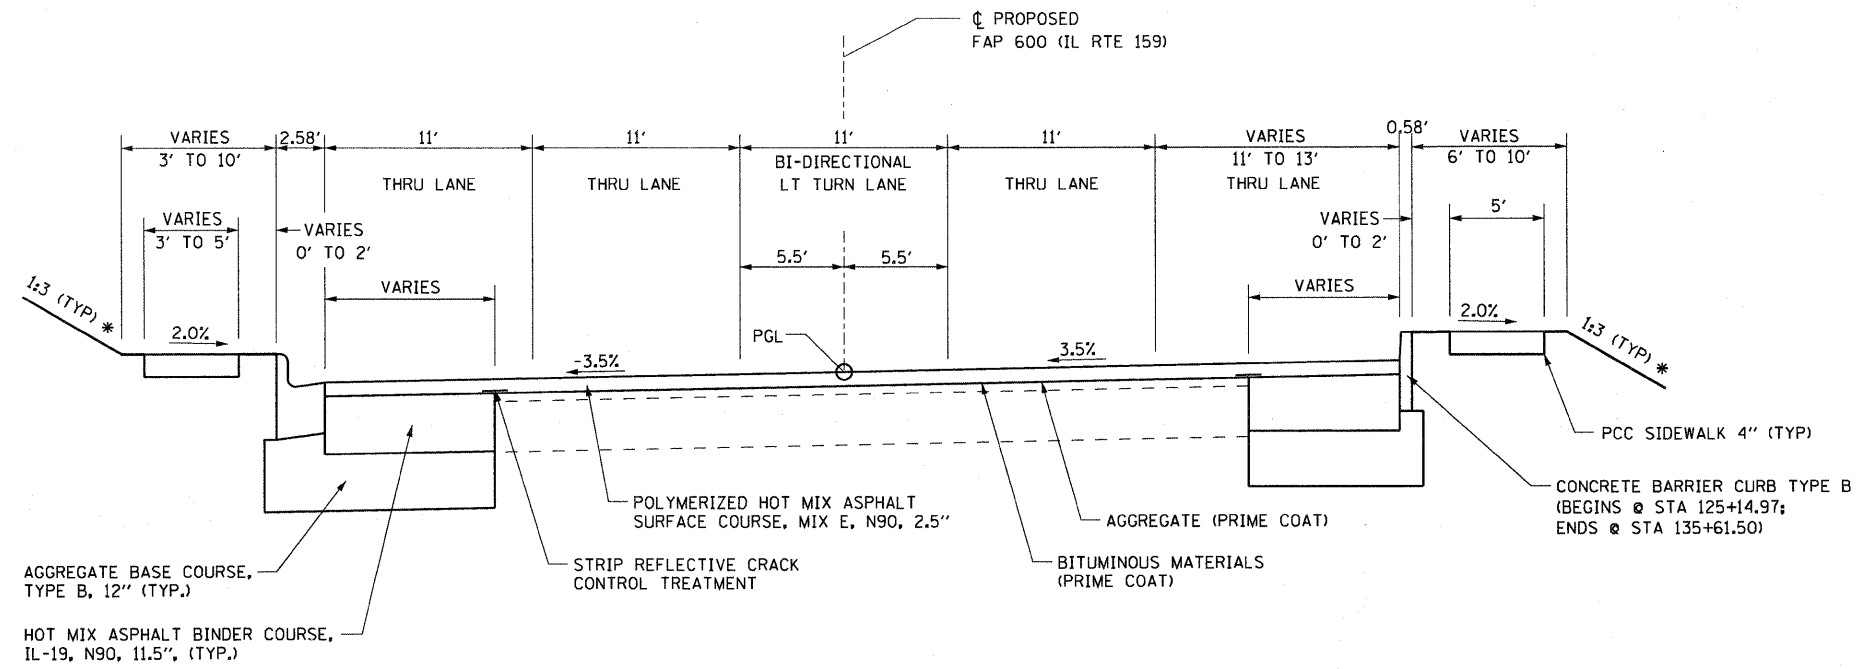 ℄ PROPOSED
FAP 600 (IL RTE 159)
VARIES
3' TO 10'
2.58'
11'
11'
11'
11'
VARIES
11' TO 13'
0.58'
VARIES
6' TO 10'
THRU LANE
THRU LANE
BI-DIRECTIONAL
LT TURN LANE
THRU LANE
THRU LANE
VARIES
3' TO 5'
VARIES
0' TO 2'
VARIES
0' TO 2'
5'
5.5'
5.5'
VARIES
VARIES
1:3 (TYP) *
2.0%
PGL
-3.5%
3.5%
2.0%
1:3 (TYP) *
PCC SIDEWALK 4" (TYP)
CONCRETE BARRIER CURB TYPE B
(BEGINS @ STA 125+14.97;
ENDS @ STA 135+61.50)
POLYMERIZED HOT MIX ASPHALT
SURFACE COURSE, MIX E, N90, 2.5"
AGGREGATE (PRIME COAT)
STRIP REFLECTIVE CRACK
CONTROL TREATMENT
BITUMINOUS MATERIALS
(PRIME COAT)
AGGREGATE BASE COURSE,
TYPE B, 12" (TYP.)
HOT MIX ASPHALT BINDER COURSE,
IL-19, N90, 11.5", (TYP.)